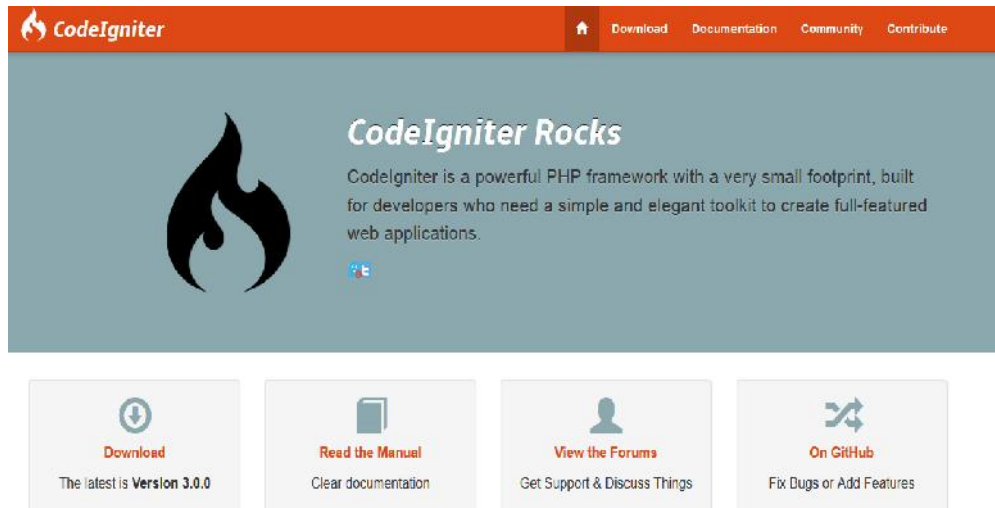 CodeIgniter
Download Documentation Community Contribute
CodeIgniter Rocks
CodeIgniter is a powerful PHP framework with a very small footprint, built
for developers who need a simple and elegant toolkit to create full-featured
web applications.
Download
The latest is Version 3.0.0
Read the Manual
Clear documentation
View the Forums
Get Support & Discuss Things
On GitHub
Fix Bugs or Add Features